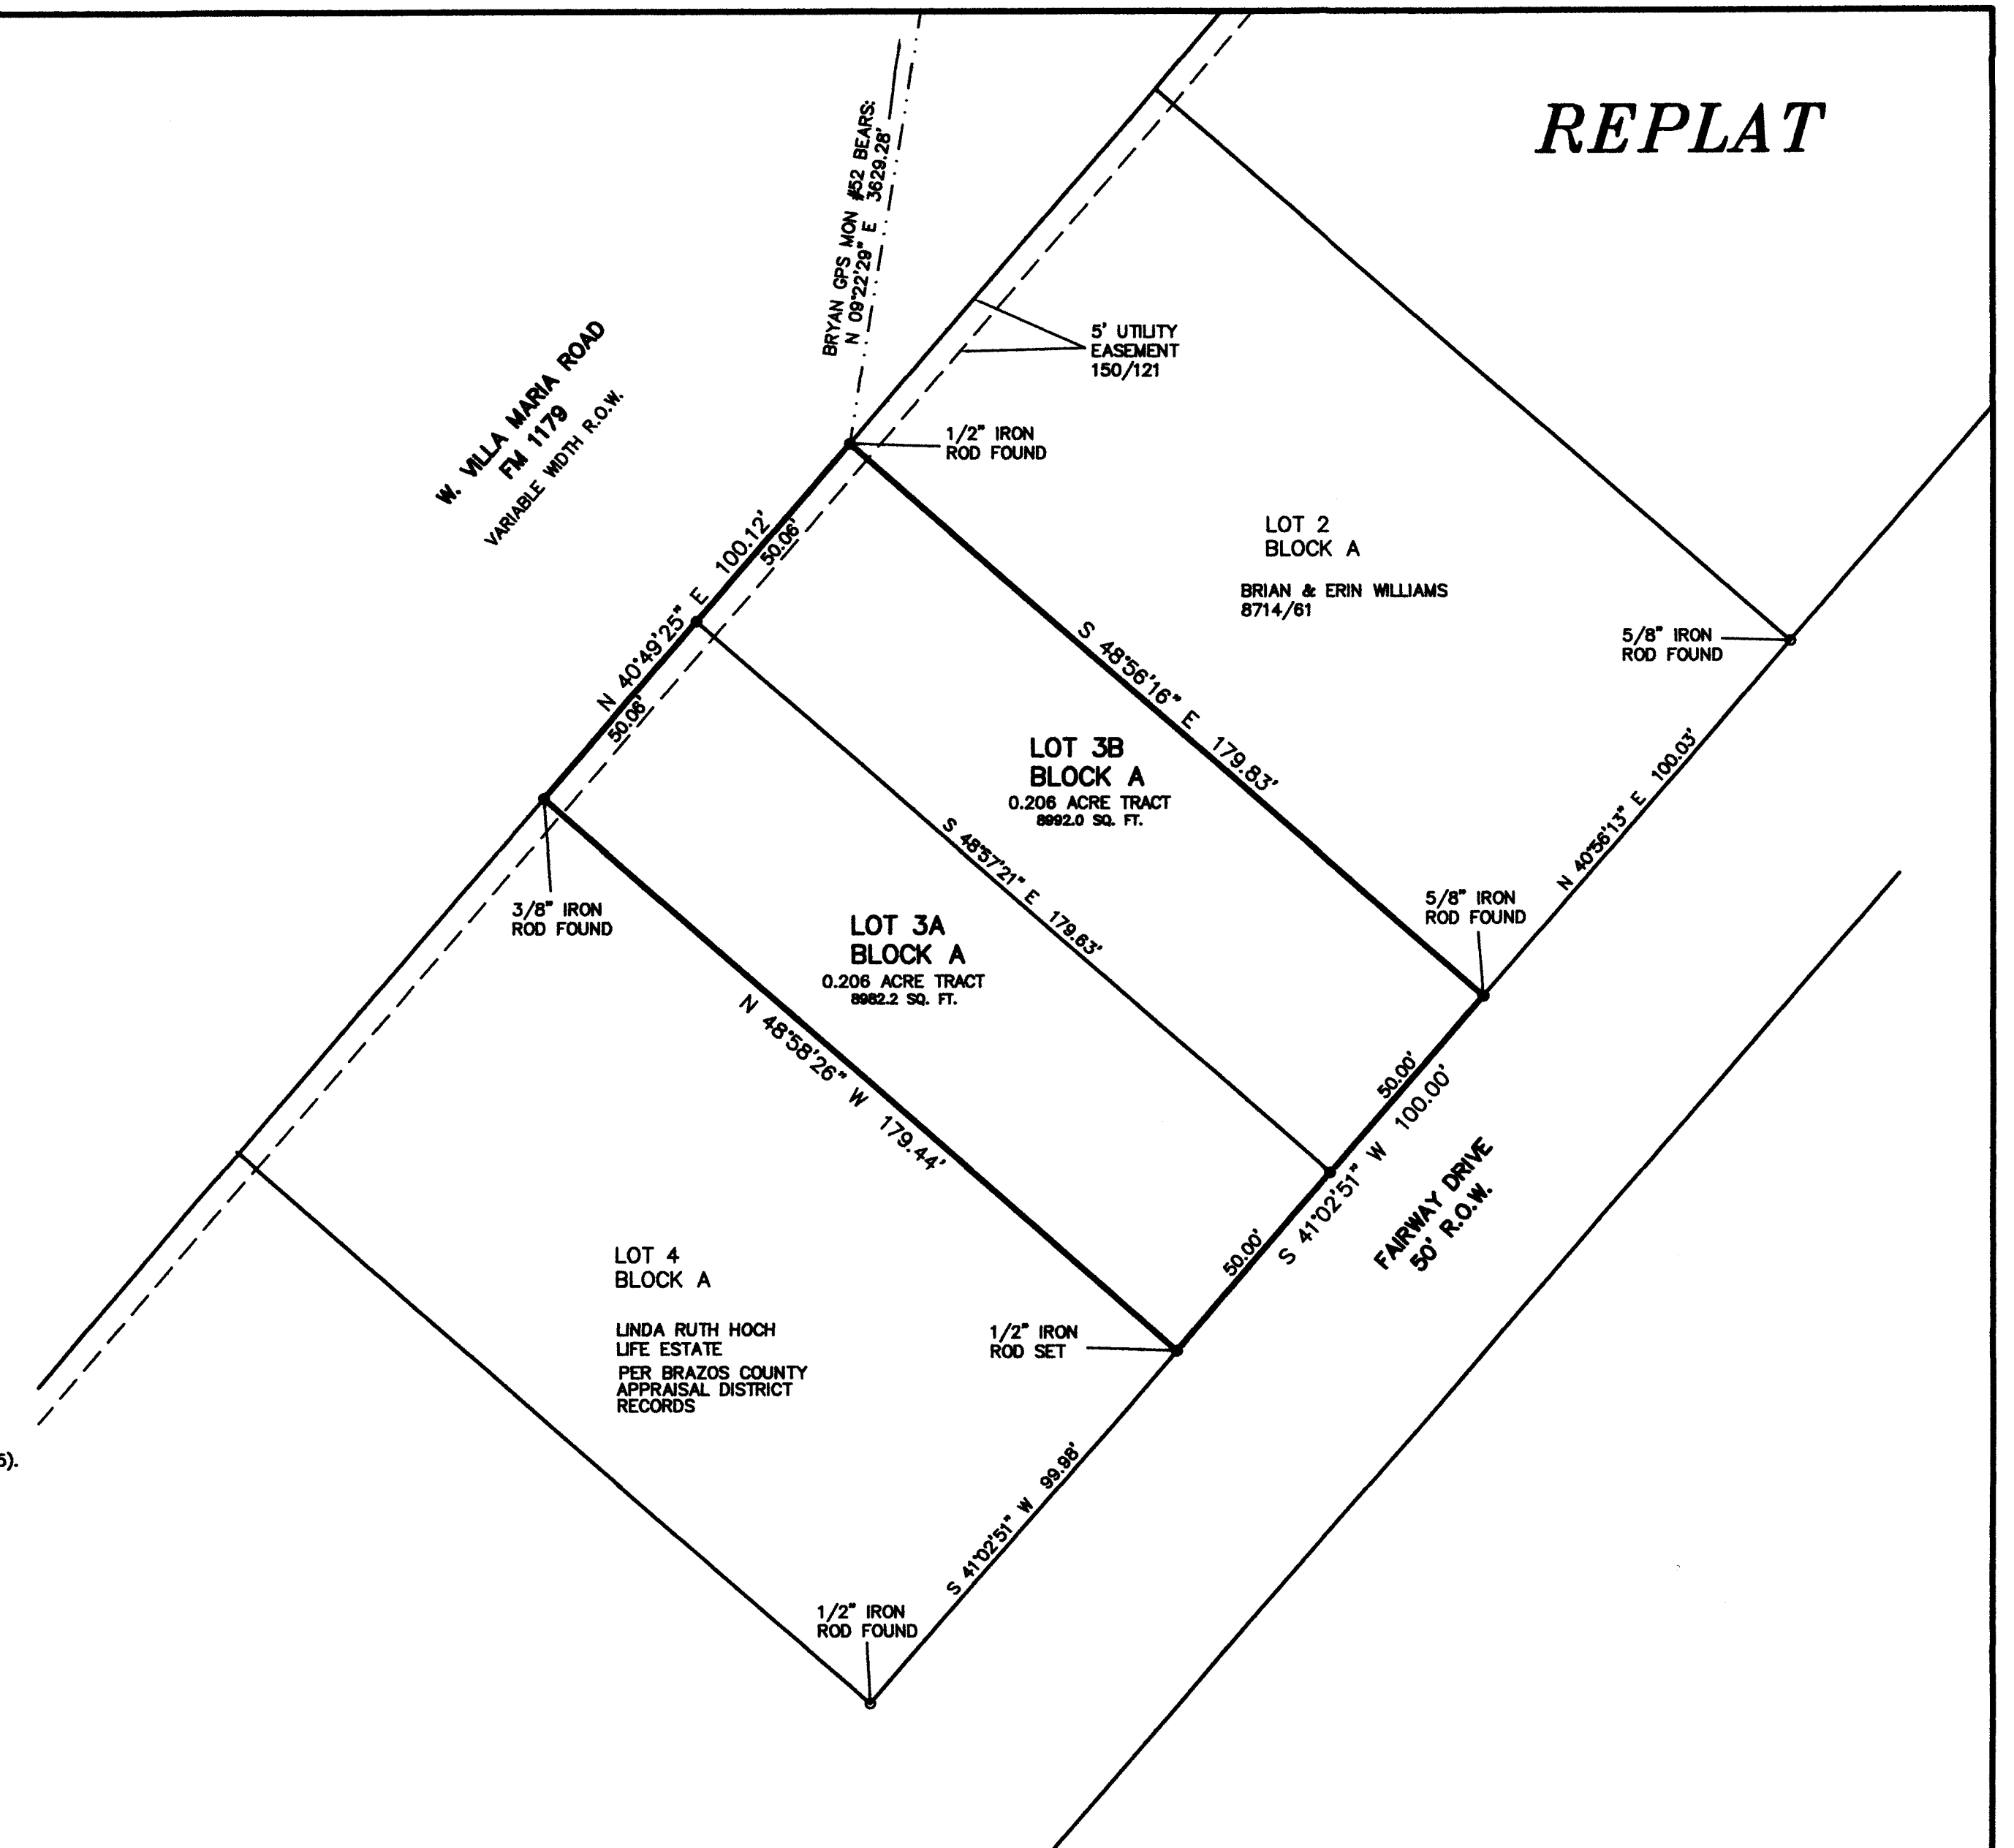 REPLAT
BRYAN GPS MON #52 BEARS:
N 09°22'29" E 3629.28'
5' UTILITY
EASEMENT
150/121
W. VILLA MARIA ROAD
FM 1179
VARIABLE WIDTH R.O.W.
1/2" IRON
ROD FOUND
N 40°49'25" E 100.12'
50.06'
50.06'
LOT 2
BLOCK A
BRIAN & ERIN WILLIAMS
8714/61
5/8" IRON
ROD FOUND
S 48°56'16" E 179.83'
N 40°56'13" E 100.03'
LOT 3B
BLOCK A
0.206 ACRE TRACT
8992.0 SQ. FT.
S 48°57'21" E 179.63'
5/8" IRON
ROD FOUND
3/8" IRON
ROD FOUND
LOT 3A
BLOCK A
0.206 ACRE TRACT
8982.2 SQ. FT.
N 48°58'26" W 179.44'
50.00'
S 41°02'51" W 100.00'
50.00'
FAIRWAY DRIVE
50' R.O.W.
LOT 4
BLOCK A
LINDA RUTH HOCH
LIFE ESTATE
PER BRAZOS COUNTY
APPRAISAL DISTRICT
RECORDS
1/2" IRON
ROD SET
S 41°02'51" W 99.98'
1/2" IRON
ROD FOUND